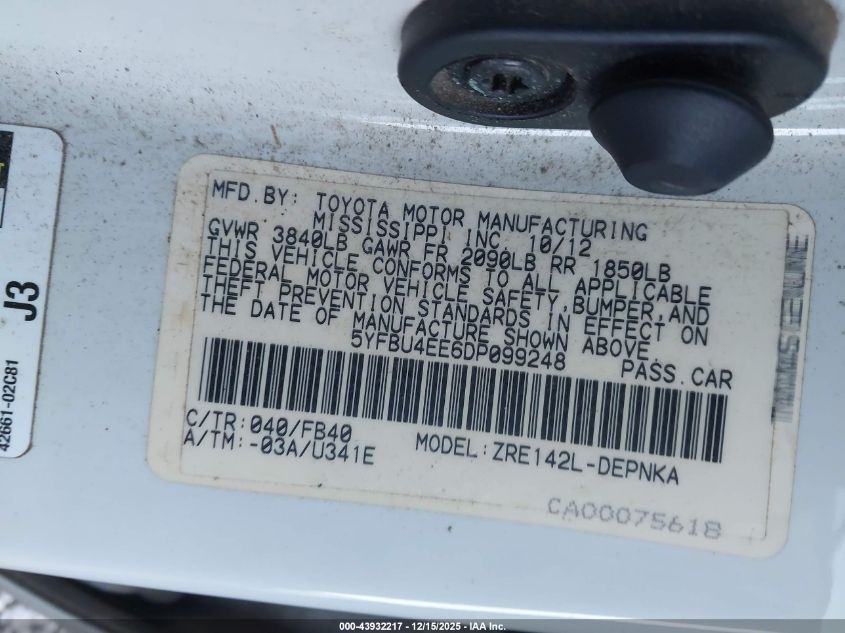 MFD.BY: TOYOTA MOTOR MANUFACTURING
MISSISSIPPI INC. 10/12
GVWR 3840LB GAWR FR 2090LB RR 1850LB
THIS VEHICLE CONFORMS TO ALL APPLICABLE
FEDERAL MOTOR VEHICLE SAFETY,BUMPER,AND
THEFT PREVENTION STANDARDS IN EFFECT ON
THE DATE OF MANUFACTURE SHOWN ABOVE.
5YFBU4EE6DP099248 PASS.CAR
C/TR:040/FB40
A/TM:-03A/U341E MODEL:ZRE142L-DEPNKA
CA00075618
J3
42661-02C81
000-43932217 - 12/15/2025 - IAA Inc.